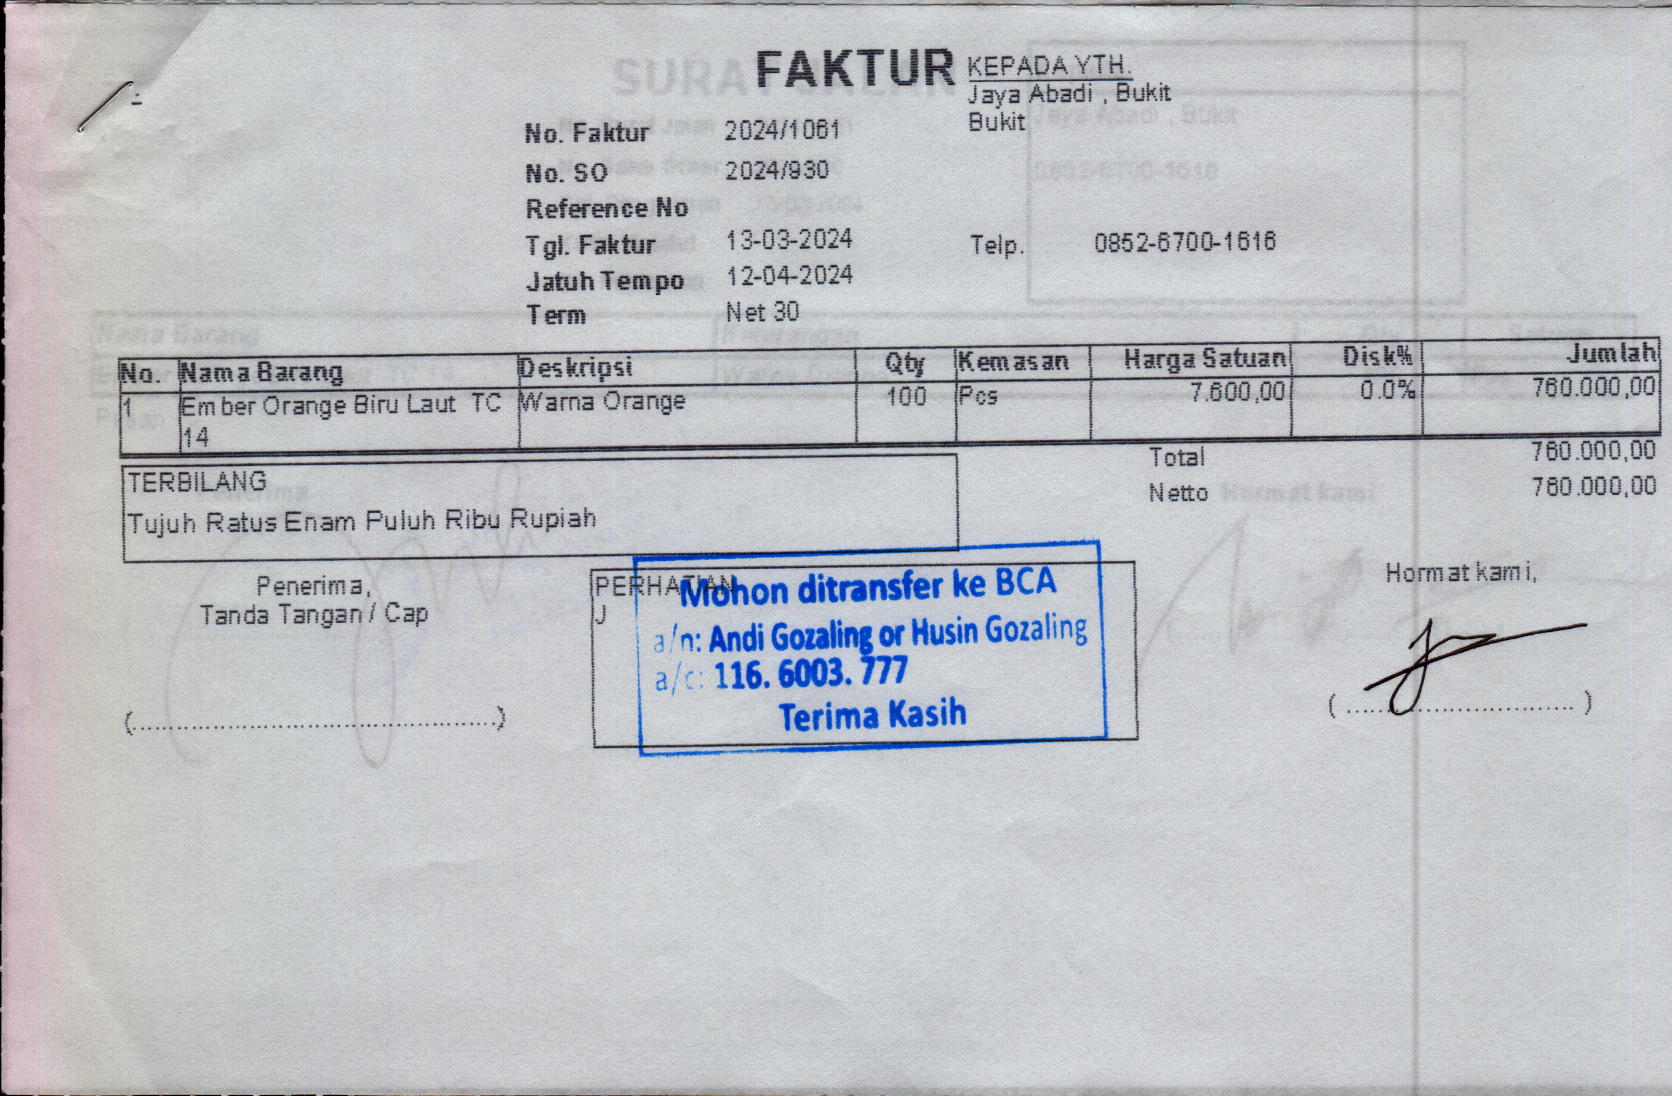 FAKTUR
KEPADA YTH.
Jaya Abadi , Bukit
Bukit
No. Faktur 2024/1061
No. SO 2024/930
Reference No
Tgl. Faktur 13-03-2024
Telp. 0852-6700-1616
Jatuh Tempo 12-04-2024
Term Net 30
No. Nama Barang Deskripsi Qty Kemasan Harga Satuan Disk% Jumlah
1 Ember Orange Biru Laut TC Warna Orange 100 Pcs 7.600,00 0.0% 760.000,00
14
Total 760.000,00
Netto 760.000,00
TERBILANG
Tujuh Ratus Enam Puluh Ribu Rupiah
Penerima,
Tanda Tangan / Cap
(..............................................)
PERHATIAN
J
Mohon ditransfer ke BCA
a/n: Andi Gozaling or Husin Gozaling
a/c: 116. 6003. 777
Terima Kasih
Hormat kami,
(..............................)